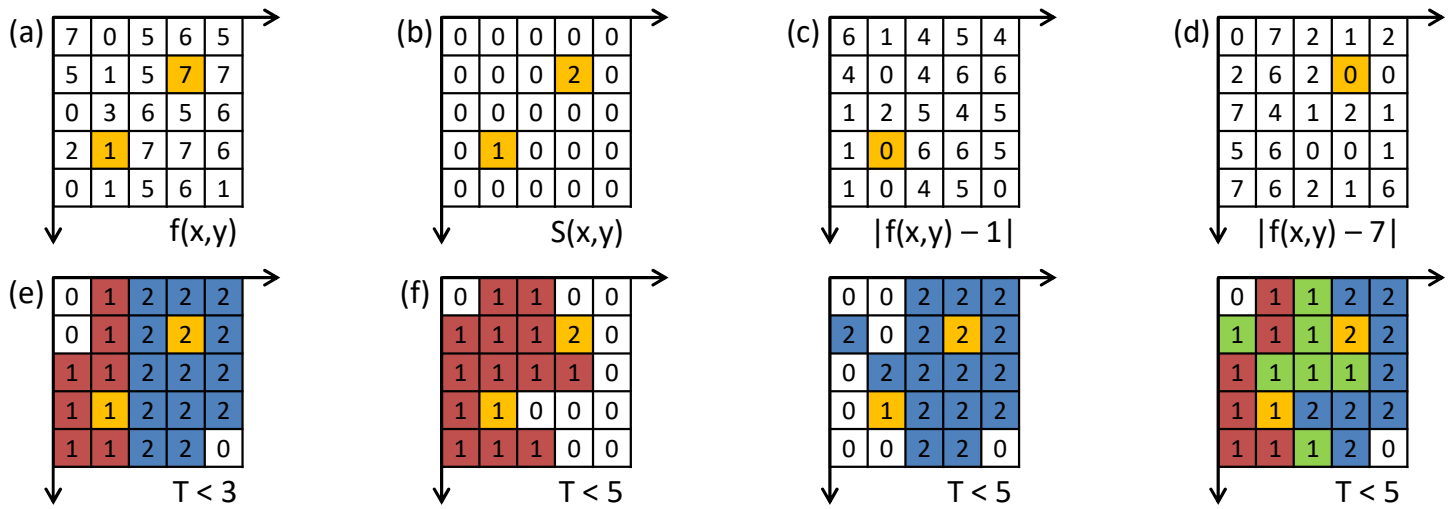 (a)
7 0 5 6 5
5 1 5 7 7
0 3 6 5 6
2 1 7 7 6
0 1 5 6 1
f(x,y)
(b)
0 0 0 0 0
0 0 0 2 0
0 0 0 0 0
0 1 0 0 0
0 0 0 0 0
S(x,y)
(c)
6 1 4 5 4
4 0 4 6 6
1 2 5 4 5
1 0 6 6 5
1 0 4 5 0
|f(x,y) – 1|
(d)
0 7 2 1 2
2 6 2 0 0
7 4 1 2 1
5 6 0 0 1
7 6 2 1 6
|f(x,y) – 7|
(e)
0 1 2 2 2
0 1 2 2 2
1 1 2 2 2
1 1 2 2 2
1 1 2 2 0
T < 3
(f)
0 1 1 0 0
1 1 1 2 0
1 1 1 1 0
1 1 0 0 0
1 1 1 0 0
T < 5
0 0 2 2 2
2 0 2 2 2
0 2 2 2 2
0 1 2 2 2
0 0 2 2 0
T < 5
0 1 1 2 2
1 1 1 2 2
1 1 1 1 2
1 1 2 2 2
1 1 1 2 0
T < 5